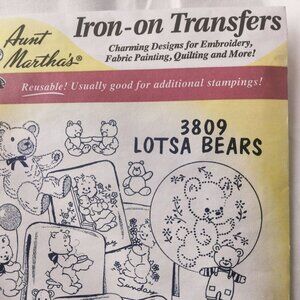 Aunt
Martha's®
Iron-on Transfers
Charming Designs for Embroidery,
Fabric Painting, Quilting and More!
Reusable! Usually good for additional stampings!
3809
LOTSA BEARS
Sunday